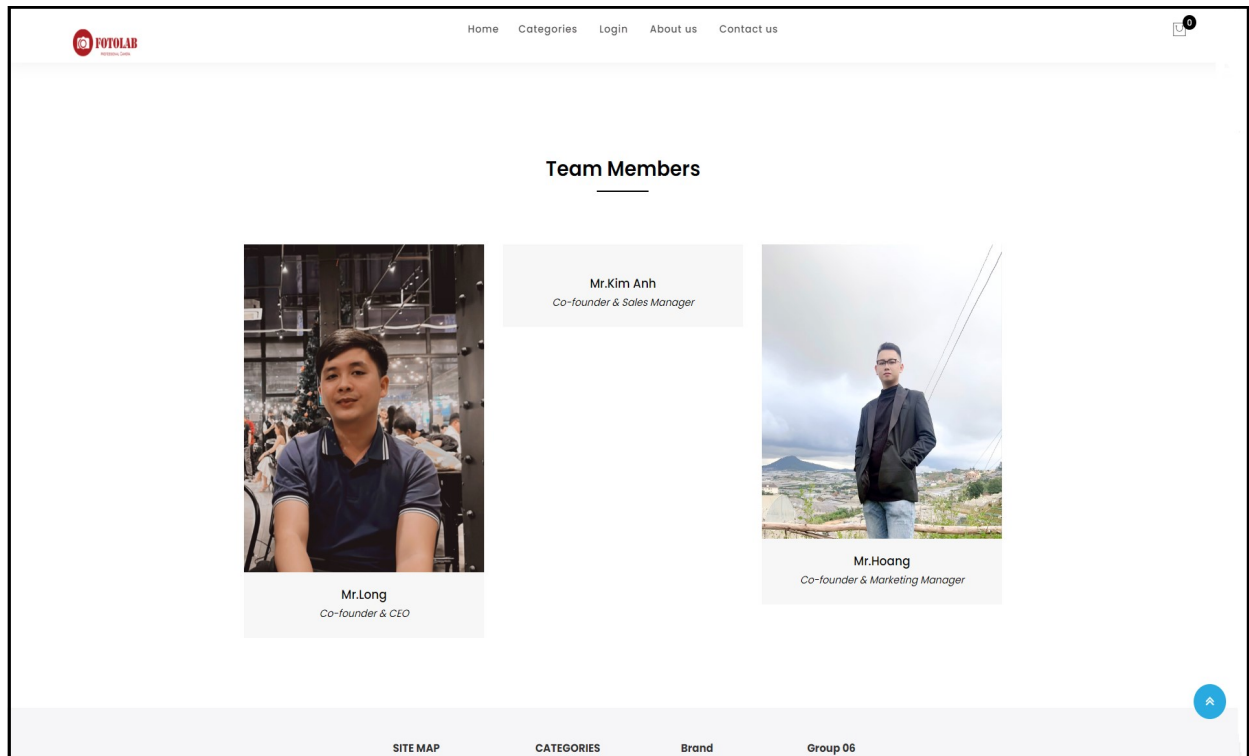 FOTOLAB
Home Categories Login About us Contact us
0
Team Members
Mr.Long
Co-founder & CEO
Mr.Kim Anh
Co-founder & Sales Manager
Mr.Hoang
Co-founder & Marketing Manager
SITE MAP CATEGORIES Brand Group 06